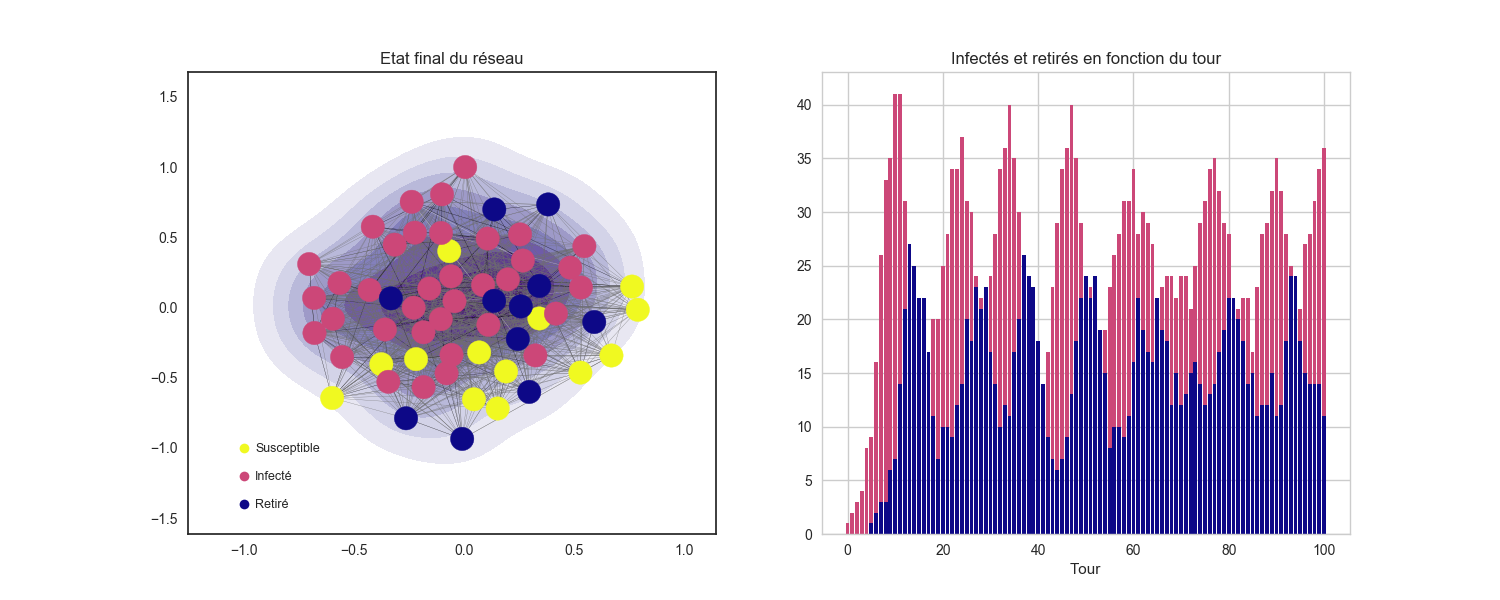 Etat final du réseau
1.5
1.0
0.5
0.0
−0.5
−1.0
−1.5
Susceptible
Infecté
Retiré
−1.0 −0.5 0.0 0.5 1.0
Infectés et retirés en fonction du tour
40
35
30
25
20
15
10
5
0
0 20 40 60 80 100
Tour